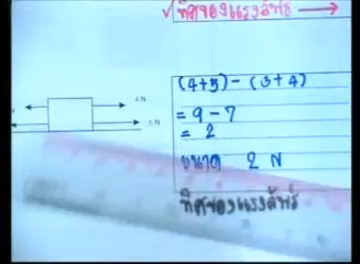 √ ทิศของแรงลัพธ์ →
(4+5) - (3+4)
= 9 - 7
= 2
ขนาด 2 N
ทิศของแรงลัพธ์
4 N
5 N